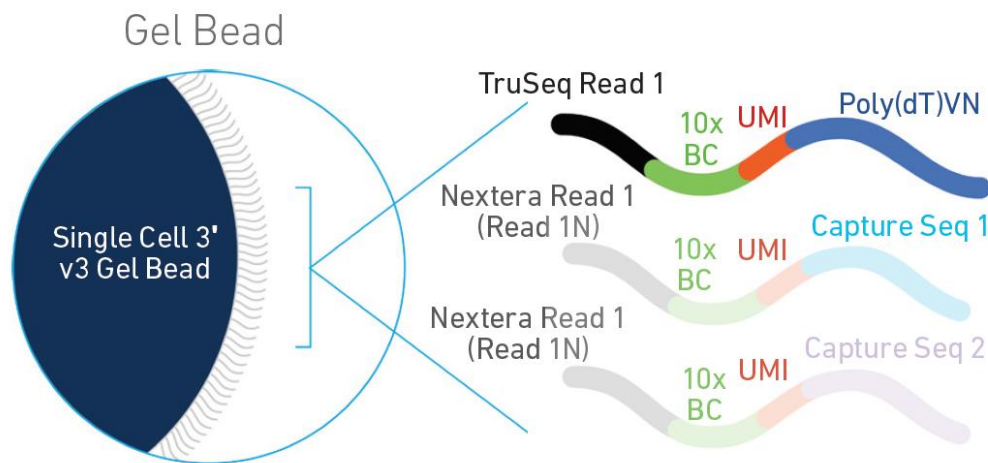 Gel Bead
Single Cell 3'
v3 Gel Bead
TruSeq Read 1
10x
BC
UMI
Poly(dT)VN
Nextera Read 1
(Read 1N)
10x
BC
UMI
Capture Seq 1
Nextera Read 1
(Read 1N)
10x
BC
UMI
Capture Seq 2